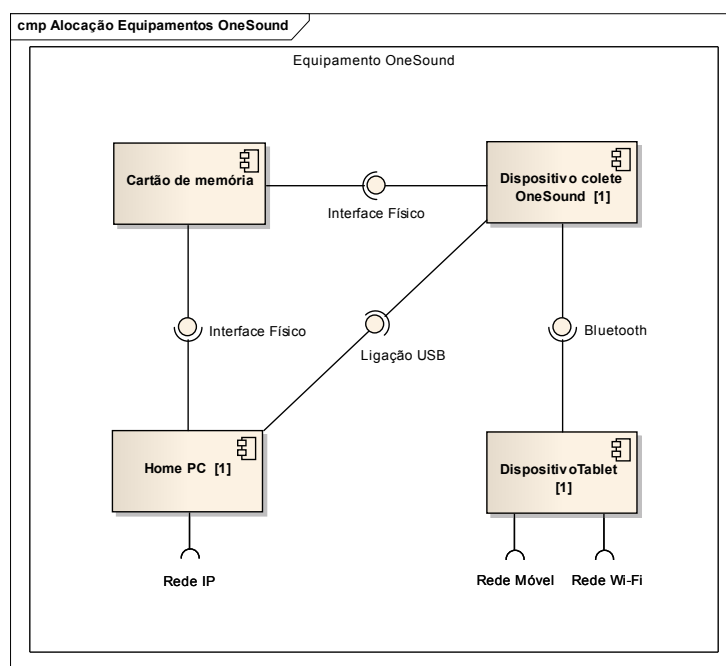 cmp Alocação Equipamentos OneSound
Equipamento OneSound
Cartão de memória
Dispositivo colete
OneSound [1]
Interface Físico
Interface Físico
Bluetooth
Ligação USB
Home PC [1]
DispositivoTablet
[1]
Rede IP
Rede Móvel
Rede Wi-Fi